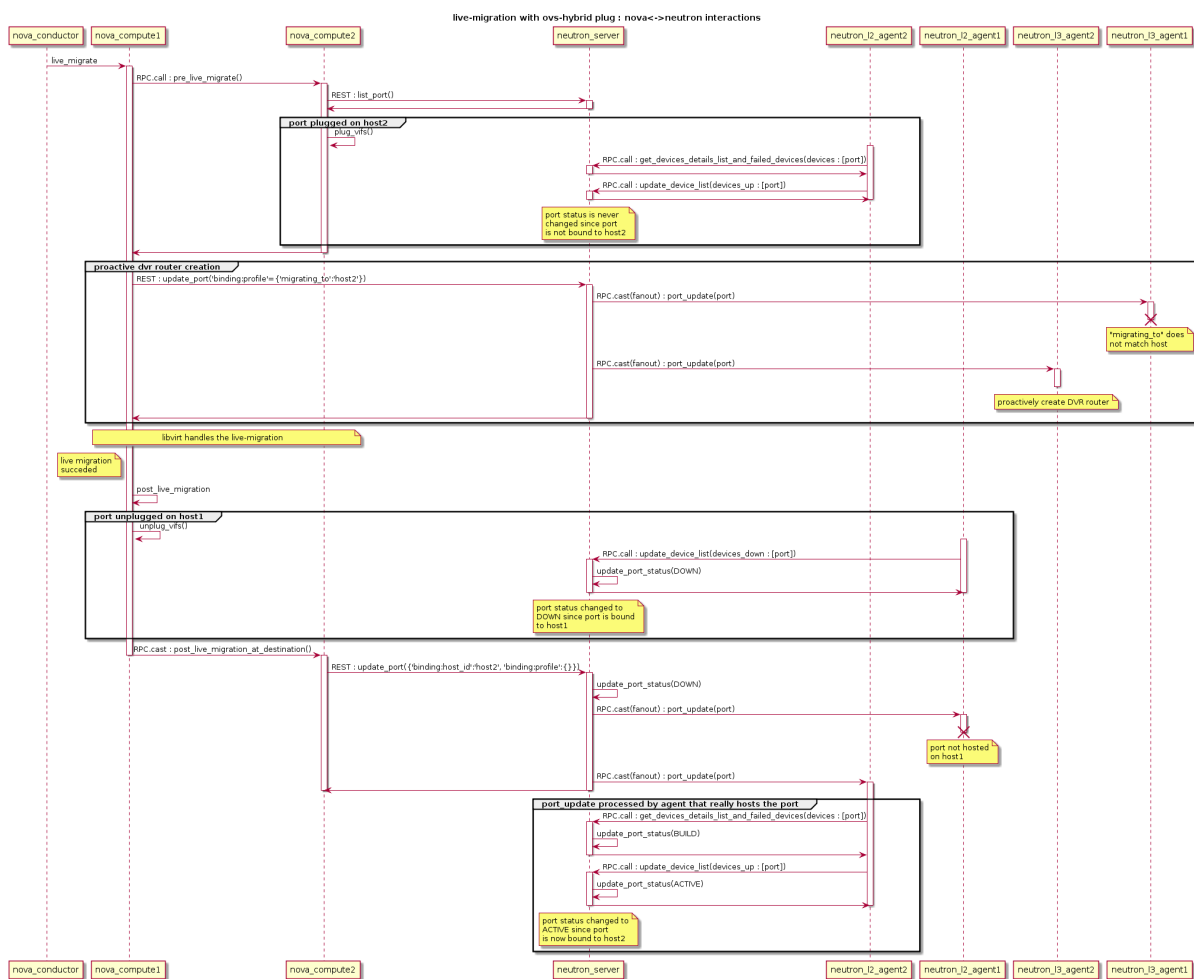 live-migration with ovs-hybrid plug : nova<->neutron interactions
nova_conductor
nova_compute1
nova_compute2
neutron_server
neutron_l2_agent2
neutron_l2_agent1
neutron_l3_agent2
neutron_l3_agent1
live_migrate
RPC.call : pre_live_migrate()
REST : list_port()
port plugged on host2
plug_vifs()
RPC.call : get_devices_details_list_and_failed_devices(devices : [port])
RPC.call : update_device_list(devices_up : [port])
port status is never
changed since port
is not bound to host2
proactive dvr router creation
REST : update_port('binding:profile'= {'migrating_to':'host2'})
RPC.cast(fanout) : port_update(port)
"migrating_to" does
not match host
RPC.cast(fanout) : port_update(port)
proactively create DVR router
libvirt handles the live-migration
live migration
succeded
post_live_migration
port unplugged on host1
unplug_vifs()
RPC.call : update_device_list(devices_down : [port])
update_port_status(DOWN)
port status changed to
DOWN since port is bound
to host1
RPC.cast : post_live_migration_at_destination()
REST : update_port({'binding:host_id':'host2', 'binding:profile':{}})
update_port_status(DOWN)
RPC.cast(fanout) : port_update(port)
port not hosted
on host1
RPC.cast(fanout) : port_update(port)
port_update processed by agent that really hosts the port
RPC.call : get_devices_details_list_and_failed_devices(devices : [port])
update_port_status(BUILD)
RPC.call : update_device_list(devices_up : [port])
update_port_status(ACTIVE)
port status changed to
ACTIVE since port
is now bound to host2
nova_conductor
nova_compute1
nova_compute2
neutron_server
neutron_l2_agent2
neutron_l2_agent1
neutron_l3_agent2
neutron_l3_agent1